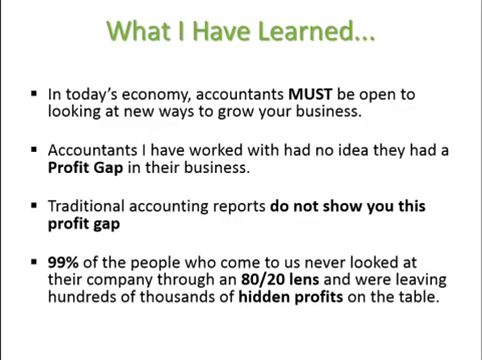 What I Have Learned...
▪ In today's economy, accountants MUST be open to
looking at new ways to grow your business.
▪ Accountants I have worked with had no idea they had a
Profit Gap in their business.
▪ Traditional accounting reports do not show you this
profit gap
▪ 99% of the people who come to us never looked at
their company through an 80/20 lens and were leaving
hundreds of thousands of hidden profits on the table.